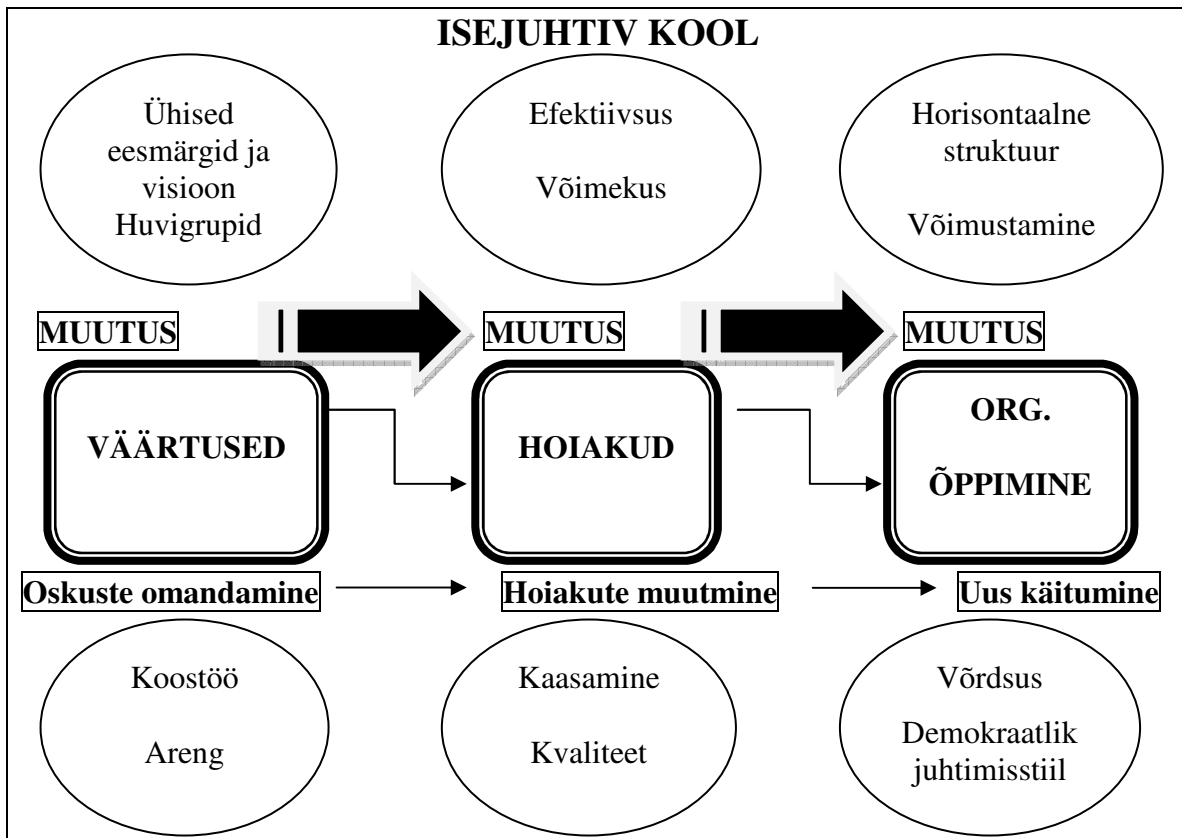 ISEJUHTIV KOOL
Ühised
eesmärgid ja
visioon
Huvigrupid
Efektiivsus
Võimekus
Horisontaalne
struktuur
Võimustamine
MUUTUS
MUUTUS
MUUTUS
VÄÄRTUSED
HOIAKUD
ORG.
ÕPPIMINE
Oskuste omandamine
Hoiakute muutmine
Uus käitumine
Koostöö
Areng
Kaasamine
Kvaliteet
Võrdsus
Demokraatlik
juhtimisstiil